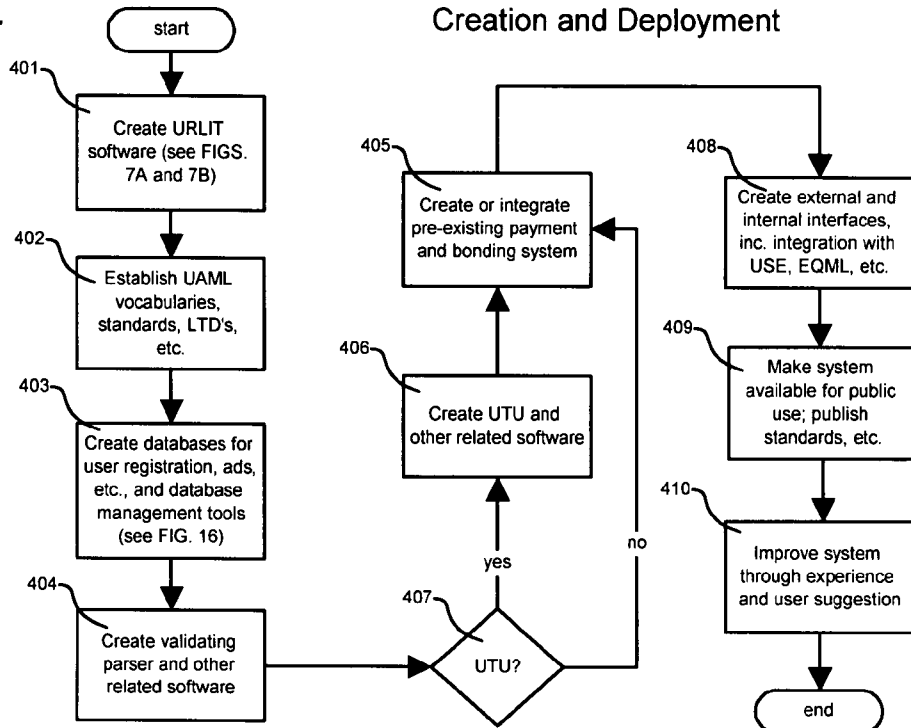 Creation and Deployment
start
401
Create URLIT
software (see FIGS.
7A and 7B)
402
Establish UAML
vocabularies,
standards, LTD's,
etc.
403
Create databases for
user registration, ads,
etc., and database
management tools
(see FIG. 16)
404
Create validating
parser and other
related software
407
UTU?
yes
no
406
Create UTU and
other related software
405
Create or integrate
pre-existing payment
and bonding system
408
Create external and
internal interfaces,
inc. integration with
USE, EQML, etc.
409
Make system
available for public
use; publish
standards, etc.
410
Improve system
through experience
and user suggestion
end